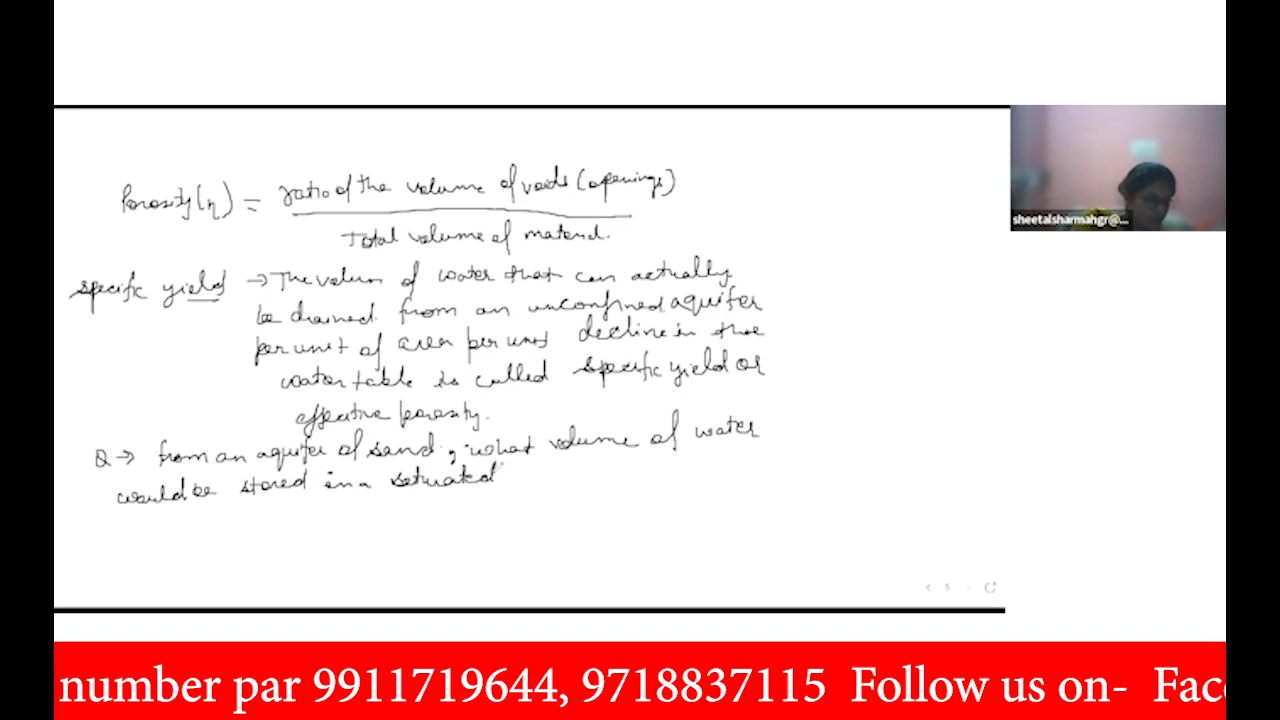 Porosity(η) = ratio of the volume of voids (openings)
Total volume of material.
specific yield → The volum of water that can actually
be drained from an unconfined aquifer
per unit of area per unit decline in the
water table is called specific yield or
effective porosity.
Q → from an aquifer of sand, what volume of water
would be stored in a saturated
sheetalsharmahgr@...
< 5 >
number par 9911719644, 9718837115 Follow us on- Fac